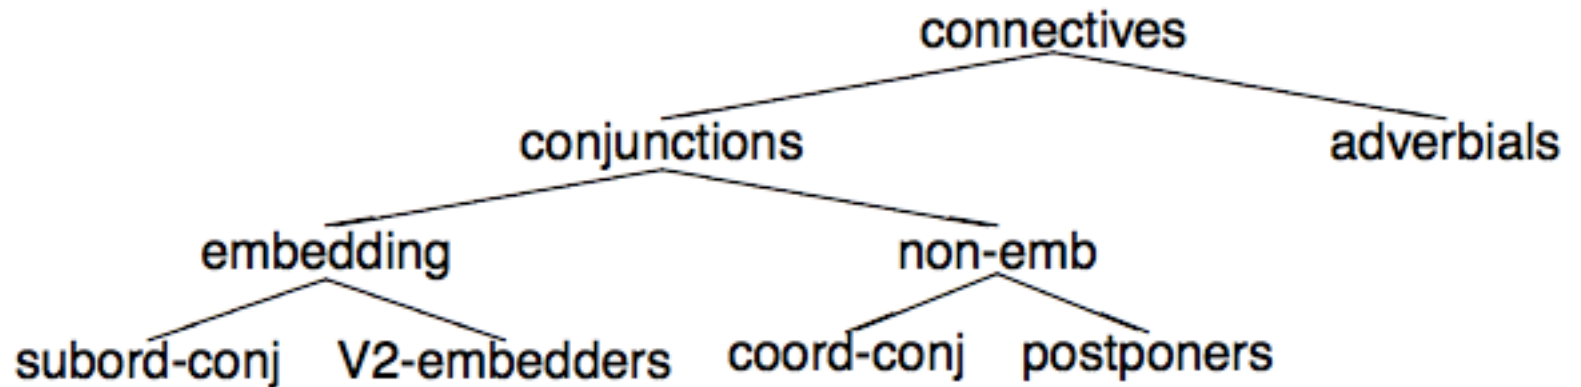 connectives
conjunctions adverbials
embedding non-emb
subord-conj V2-embedders coord-conj postponers